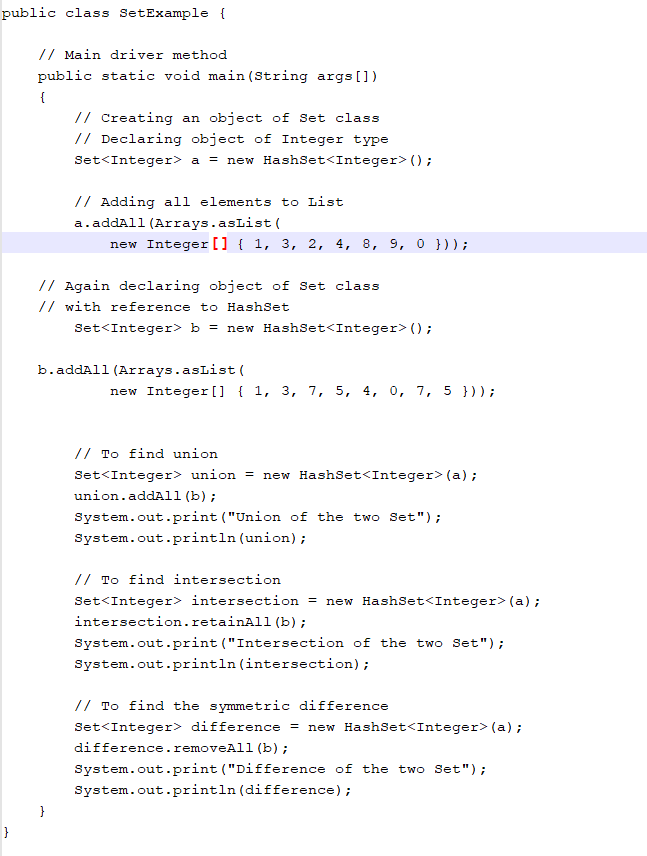 public class SetExample {

    // Main driver method
    public static void main(String args[])
    {
        // Creating an object of Set class
        // Declaring object of Integer type
        Set<Integer> a = new HashSet<Integer>();

        // Adding all elements to List
        a.addAll(Arrays.asList(
            new Integer[] { 1, 3, 2, 4, 8, 9, 0 }));

    // Again declaring object of Set class
    // with reference to HashSet
        Set<Integer> b = new HashSet<Integer>();

    b.addAll(Arrays.asList(
            new Integer[] { 1, 3, 7, 5, 4, 0, 7, 5 }));


        // To find union
        Set<Integer> union = new HashSet<Integer>(a);
        union.addAll(b);
        System.out.print("Union of the two Set");
        System.out.println(union);

        // To find intersection
        Set<Integer> intersection = new HashSet<Integer>(a);
        intersection.retainAll(b);
        System.out.print("Intersection of the two Set");
        System.out.println(intersection);

        // To find the symmetric difference
        Set<Integer> difference = new HashSet<Integer>(a);
        difference.removeAll(b);
        System.out.print("Difference of the two Set");
        System.out.println(difference);
    }
}